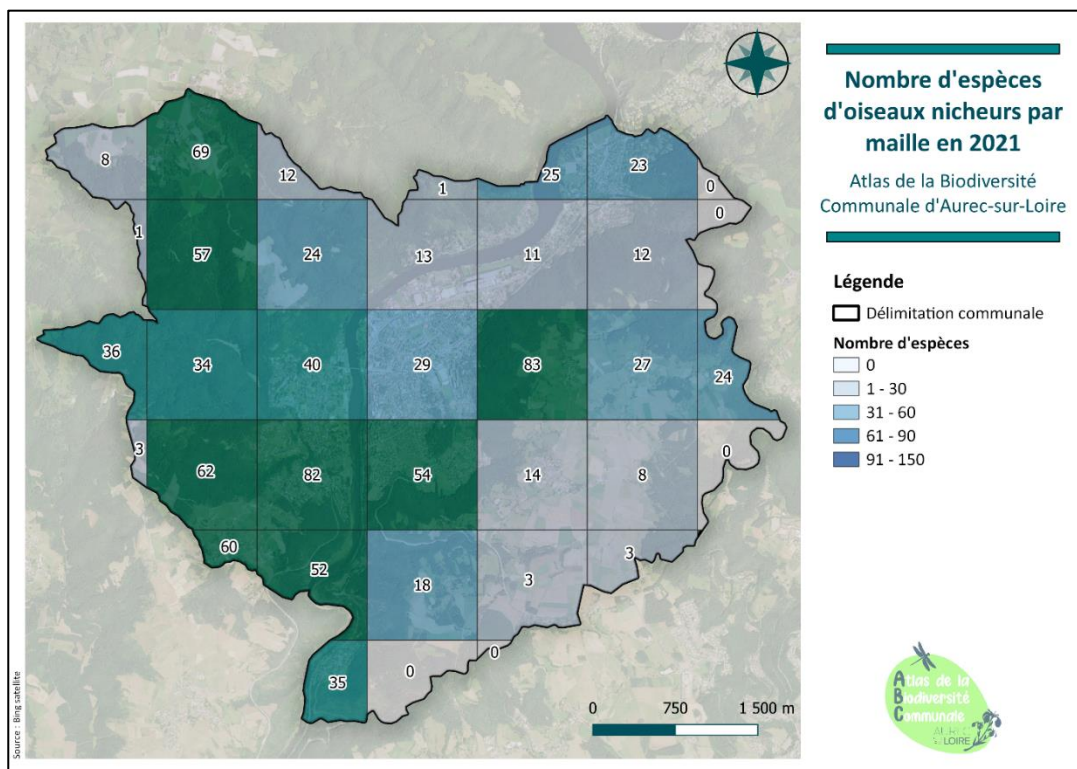 Nombre d'espèces
d'oiseaux nicheurs par
maille en 2021
Atlas de la Biodiversité
Communale d'Aurec-sur-Loire
Légende
Délimitation communale
Nombre d'espèces
0
1 - 30
31 - 60
61 - 90
91 - 150
8 69 12 1 25 23 0
0
1 57 24 13 11 12
36 34 40 29 83 27 24
3 62 82 54 14 8 0
60 52 18 3 3
35 0 0
0 750 1 500 m
Source : Bing satellite
Atlas de la
Biodiversité
Communale
AUREC
LOIRE